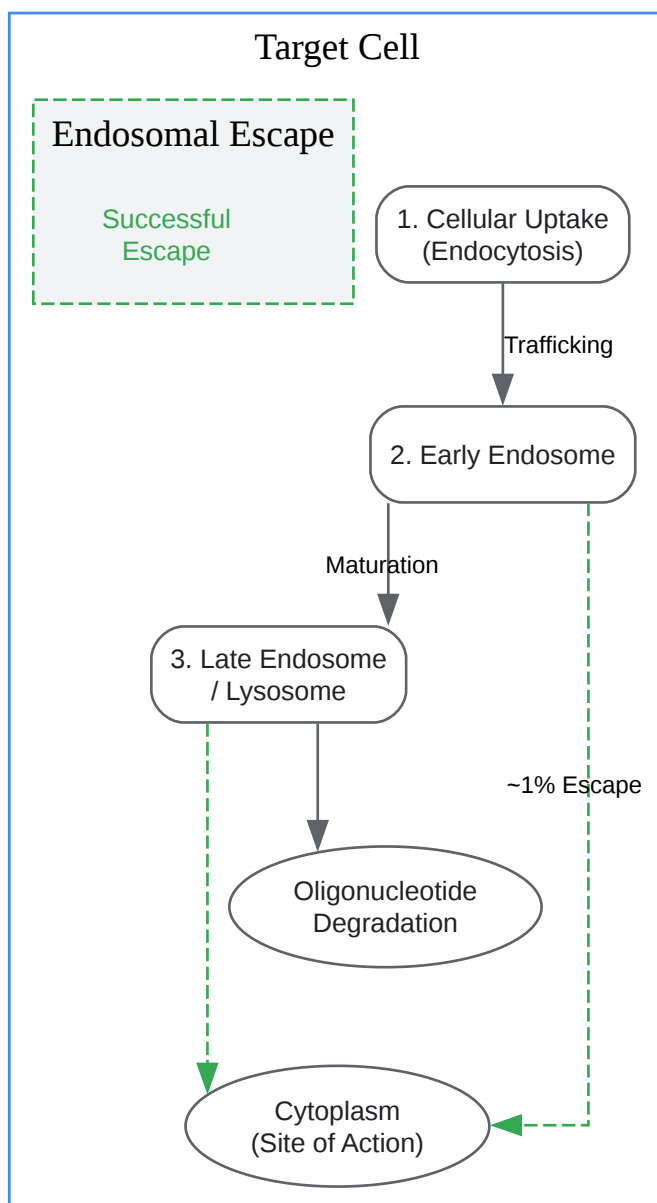 Target Cell
Endosomal Escape
Successful
Escape
1. Cellular Uptake
(Endocytosis)
Trafficking
2. Early Endosome
Maturation
3. Late Endosome
/ Lysosome
~1% Escape
Oligonucleotide
Degradation
Cytoplasm
(Site of Action)